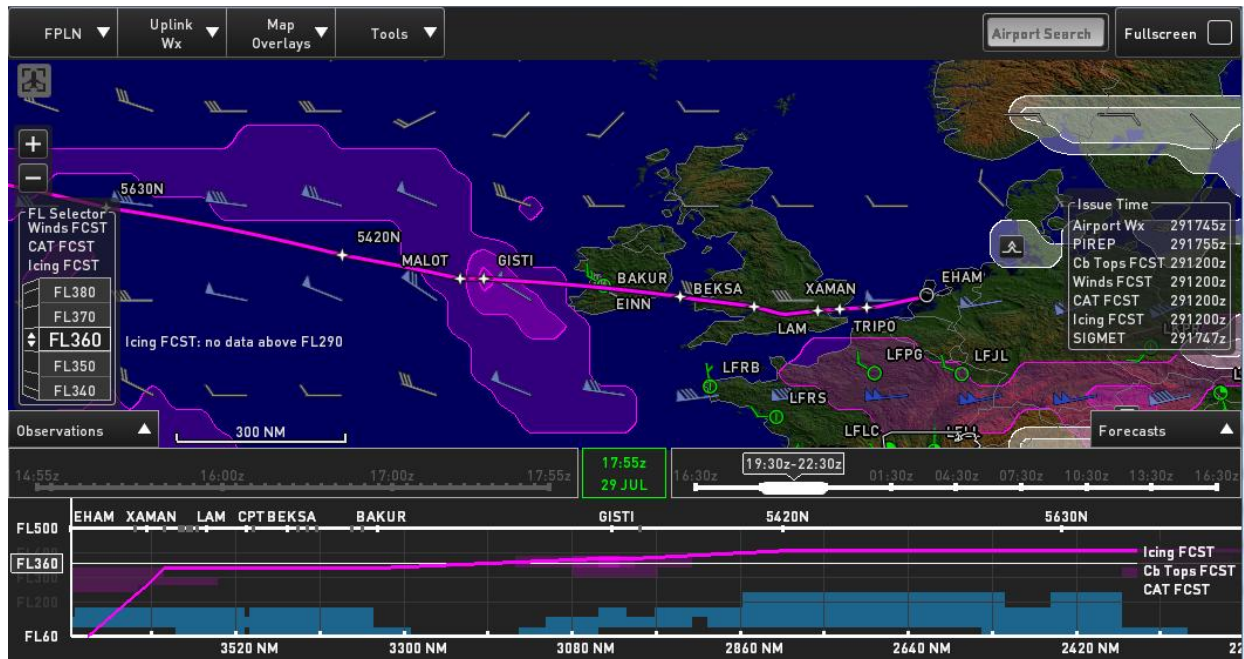 FPLN
Uplink
Wx
Map
Overlays
Tools
Airport Search
Fullscreen
5630N
5420N
MALOT
GISTI
BAKUR
EINN
BEKSA
XAMAN
EHAM
LAM
TRIPO
LFPG
LFJL
LFRB
LFRS
LFLC
FL Selector
Winds FCST
CAT FCST
Icing FCST
FL380
FL370
FL360
FL350
FL340
Icing FCST: no data above FL290
Issue Time
Airport Wx 291745z
PIREP 291755z
Cb Tops FCST 291200z
Winds FCST 291200z
CAT FCST 291200z
Icing FCST 291200z
SIGMET 291747z
Observations
300 NM
Forecasts
14:55z 16:00z 17:00z 17:55z
17:55z
29 JUL
19:30z-22:30z
16:30z 01:30z 04:30z 07:30z 10:30z 13:30z 16:30z
EHAM XAMAN LAM CPT BEKSA BAKUR GISTI 5420N 5630N
FL500
FL400
FL360
FL300
FL200
FL60
Icing FCST
Cb Tops FCST
CAT FCST
3520 NM 3300 NM 3080 NM 2860 NM 2640 NM 2420 NM